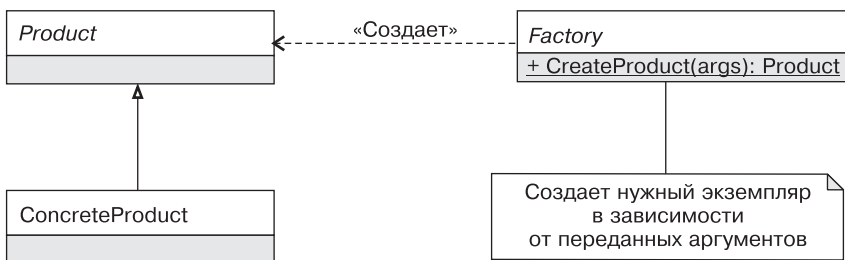 Product
«Создает»
Factory
+ CreateProduct(args): Product
ConcreteProduct
Создает нужный экземпляр
в зависимости
от переданных аргументов